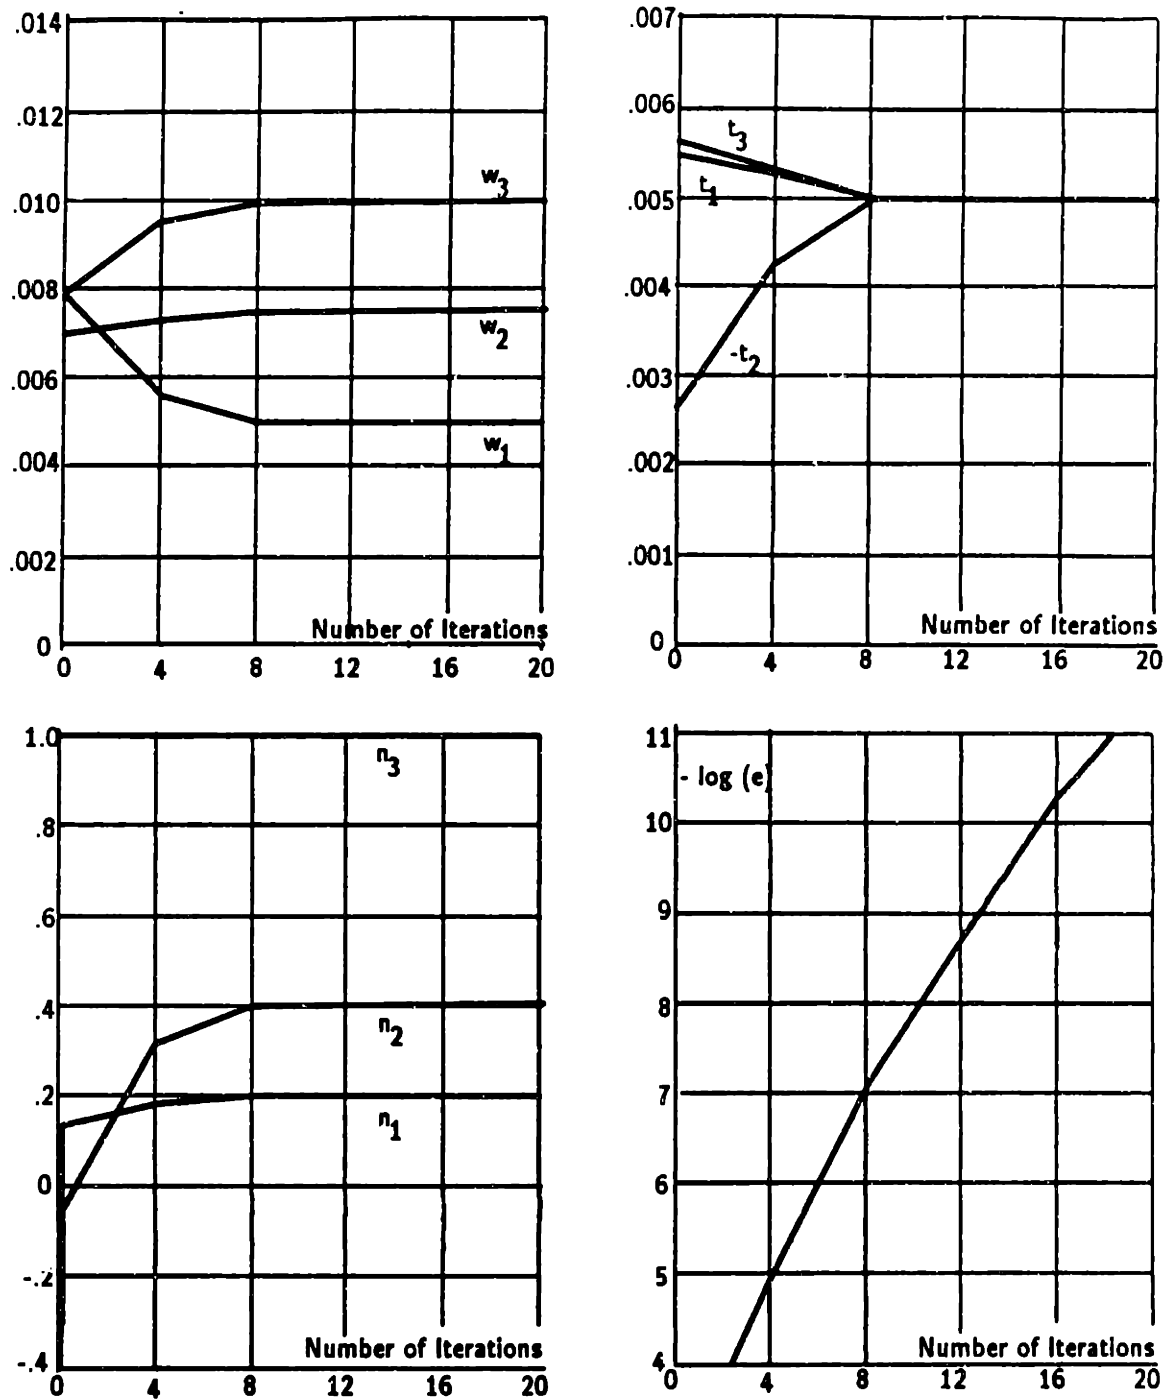 .014
.012
.010
.008
.006
.004
.002
0
w3
w2
w1
Number of Iterations
0 4 8 12 16 20
.007
.006
.005
.004
.003
.002
.001
0
t3
t1
-t2
Number of Iterations
0 4 8 12 16 20
1.0
.8
.6
.4
.2
0
-.2
-.4
n3
n2
n1
Number of Iterations
0 4 8 12 16 20
11
10
9
8
7
6
5
4
- log (e)
Number of Iterations
0 4 8 12 16 20